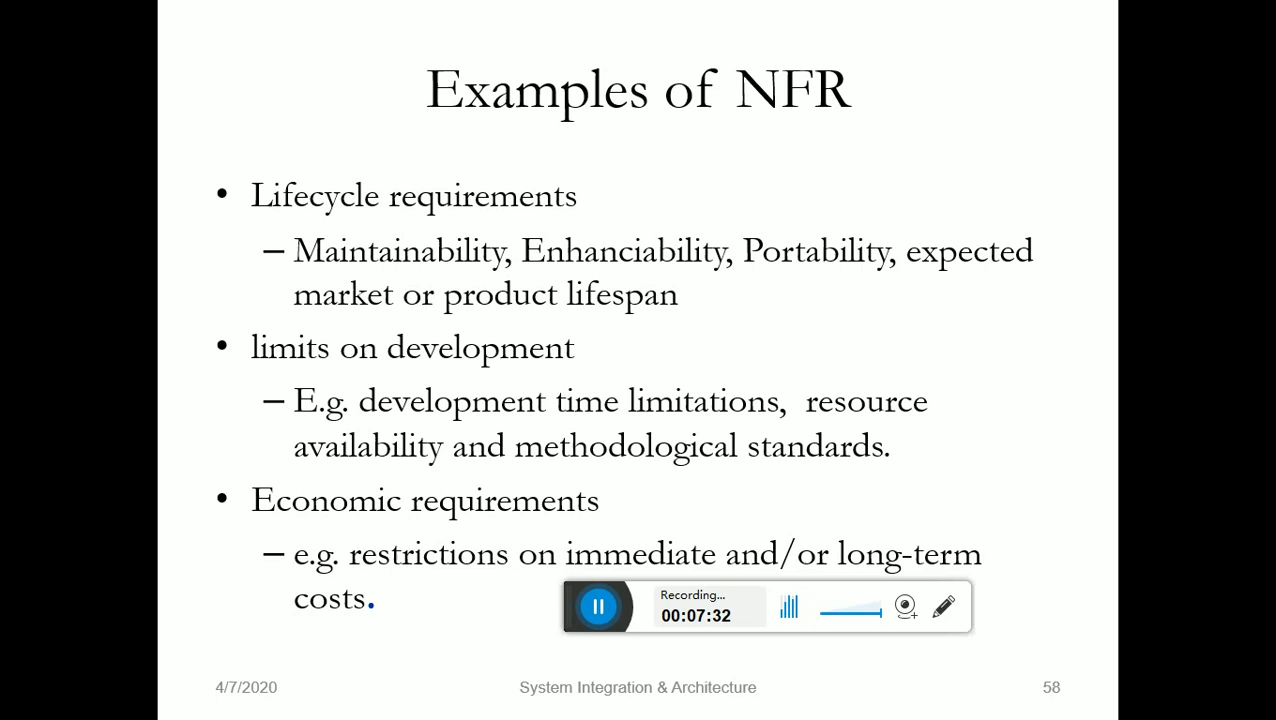 Examples of NFR
• Lifecycle requirements
– Maintainability, Enhanciability, Portability, expected
market or product lifespan
• limits on development
– E.g. development time limitations,  resource
availability and methodological standards.
• Economic requirements
– e.g. restrictions on immediate and/or long-term
costs.
Recording...
00:07:32
4/7/2020 System Integration & Architecture 58